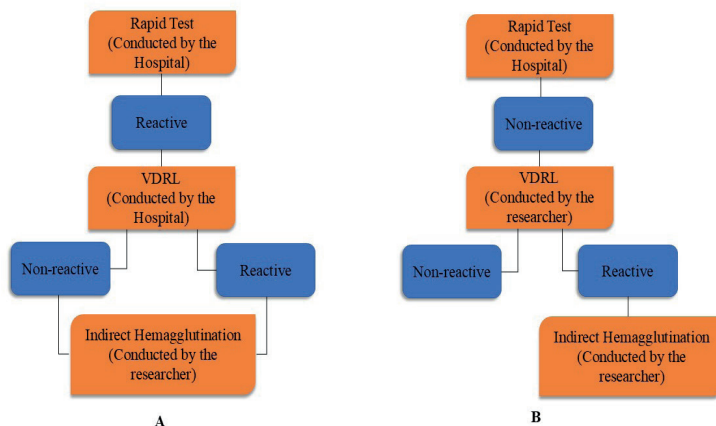 Rapid Test
(Conducted by the
Hospital)
Reactive
VDRL
(Conducted by the
Hospital)
Non-reactive
Reactive
Indirect Hemagglutination
(Conducted by the
researcher)
A
Rapid Test
(Conducted by the
Hospital)
Non-reactive
VDRL
(Conducted by the
researcher)
Non-reactive
Reactive
Indirect Hemagglutination
(Conducted by the
researcher)
B